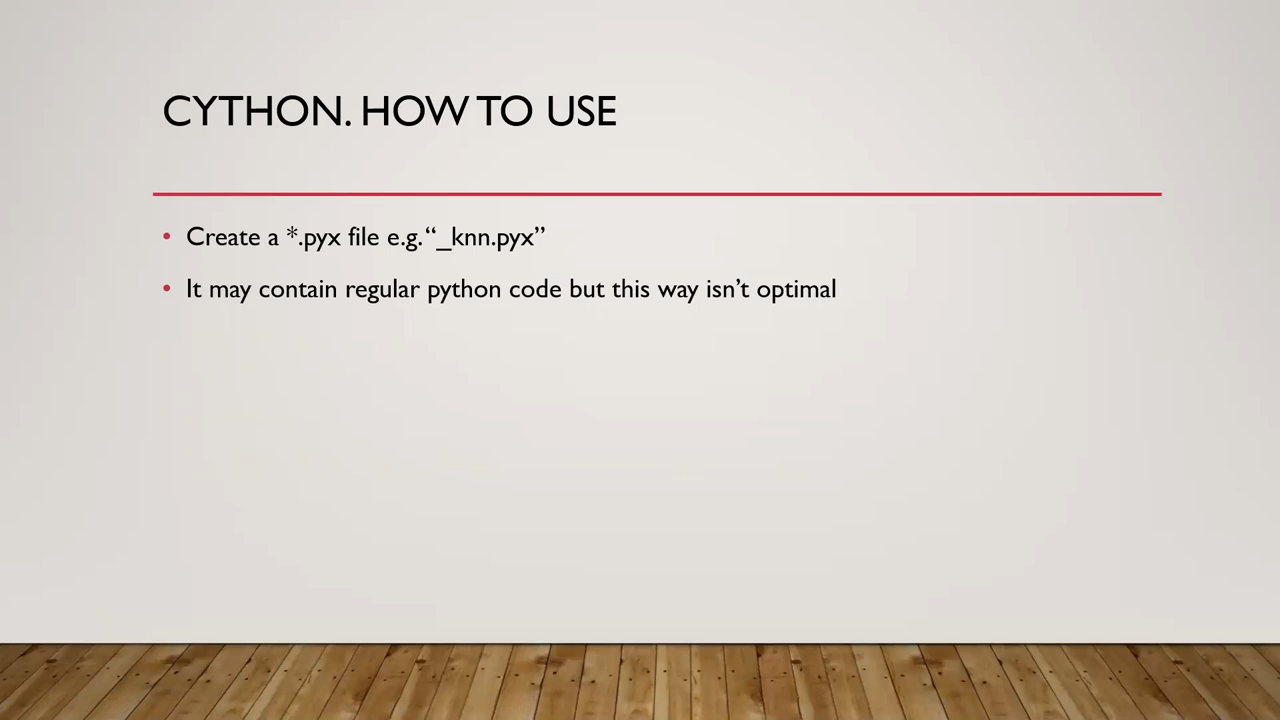 CYTHON. HOW TO USE
• Create a *.pyx file e.g. “_knn.pyx”
• It may contain regular python code but this way isn’t optimal